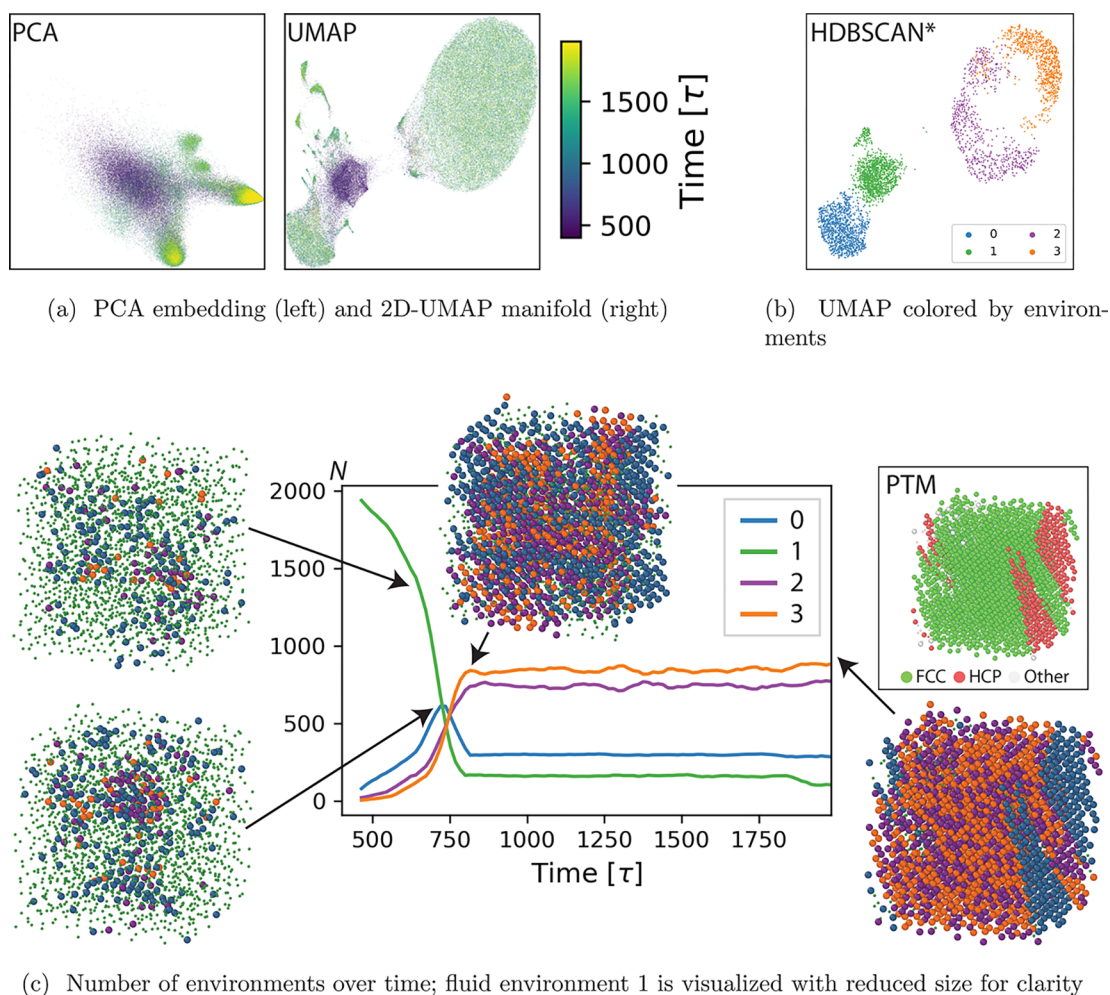 PCA
UMAP
1500
1000
500
Time [τ]
HDBSCAN*
0 2
1 3
(a) PCA embedding (left) and 2D-UMAP manifold (right)
(b) UMAP colored by environ-
ments
N
2000
1500
1000
500
0
500 750 1000 1250 1500 1750
Time [τ]
0
1
2
3
PTM
FCC HCP Other
(c) Number of environments over time; fluid environment 1 is visualized with reduced size for clarity